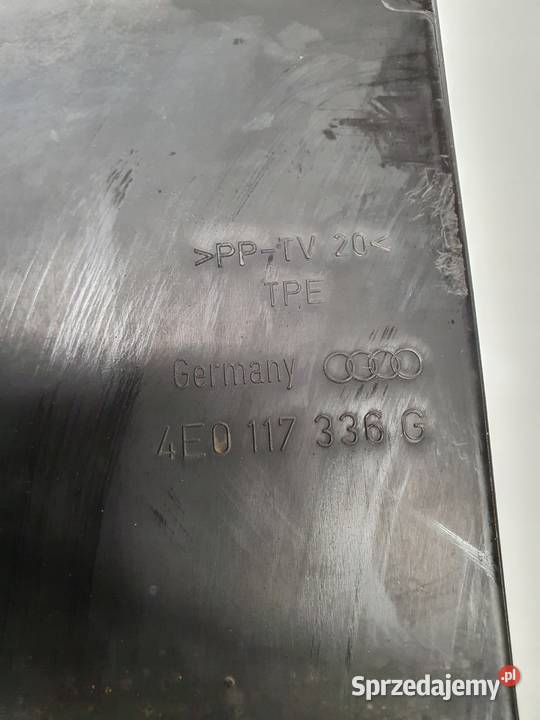 >PP-TV 20<
TPE
Germany
4E0 117 336 G
Sprzedajemy.pl